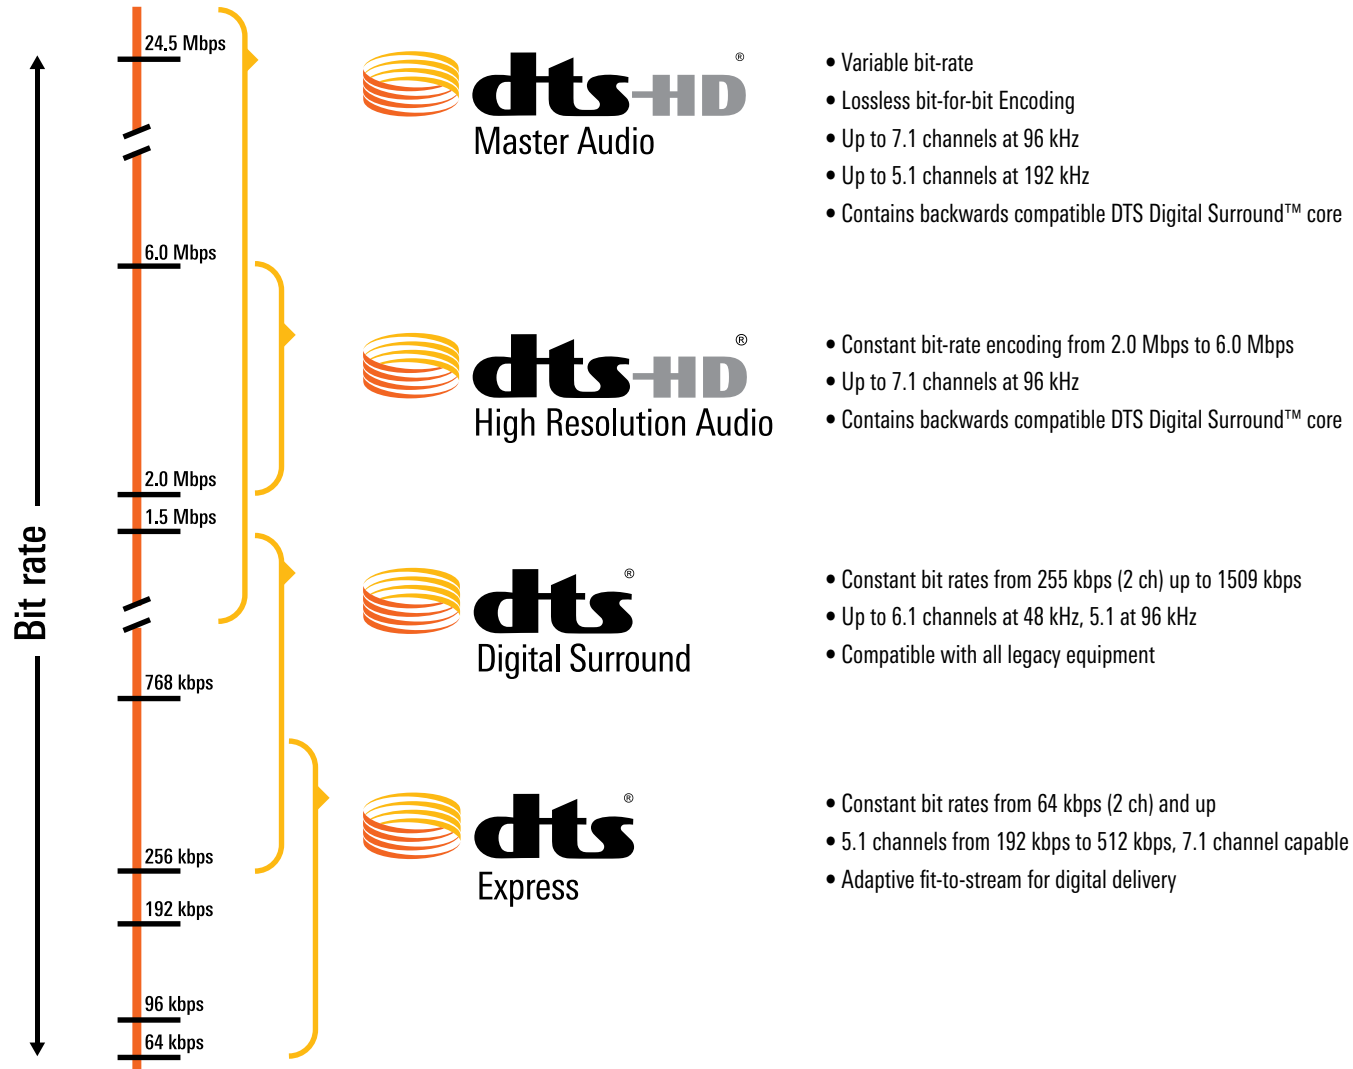 24.5 Mbps
6.0 Mbps
2.0 Mbps
1.5 Mbps
768 kbps
256 kbps
192 kbps
96 kbps
64 kbps
Bit rate
dts-HD®
Master Audio
• Variable bit-rate
• Lossless bit-for-bit Encoding
• Up to 7.1 channels at 96 kHz
• Up to 5.1 channels at 192 kHz
• Contains backwards compatible DTS Digital Surround™ core
dts-HD®
High Resolution Audio
• Constant bit-rate encoding from 2.0 Mbps to 6.0 Mbps
• Up to 7.1 channels at 96 kHz
• Contains backwards compatible DTS Digital Surround™ core
dts®
Digital Surround
• Constant bit rates from 255 kbps (2 ch) up to 1509 kbps
• Up to 6.1 channels at 48 kHz, 5.1 at 96 kHz
• Compatible with all legacy equipment
dts®
Express
• Constant bit rates from 64 kbps (2 ch) and up
• 5.1 channels from 192 kbps to 512 kbps, 7.1 channel capable
• Adaptive fit-to-stream for digital delivery